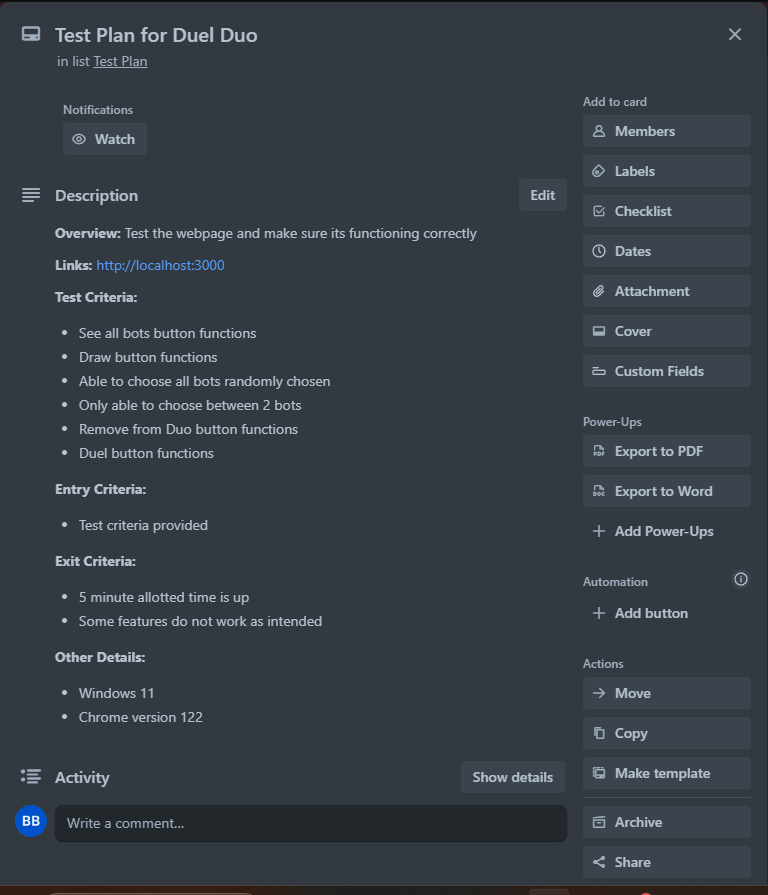 Test Plan for Duel Duo
in list Test Plan
Notifications
Watch
Description
Edit
Overview: Test the webpage and make sure its functioning correctly
Links: http://localhost:3000
Test Criteria:
• See all bots button functions
• Draw button functions
• Able to choose all bots randomly chosen
• Only able to choose between 2 bots
• Remove from Duo button functions
• Duel button functions
Entry Criteria:
• Test criteria provided
Exit Criteria:
• 5 minute allotted time is up
• Some features do not work as intended
Other Details:
• Windows 11
• Chrome version 122
Activity
Show details
BB
Write a comment...
Add to card
Members
Labels
Checklist
Dates
Attachment
Cover
Custom Fields
Power-Ups
PDF
Export to PDF
DOC
Export to Word
Add Power-Ups
Automation
Add button
Actions
Move
Copy
Make template
Archive
Share